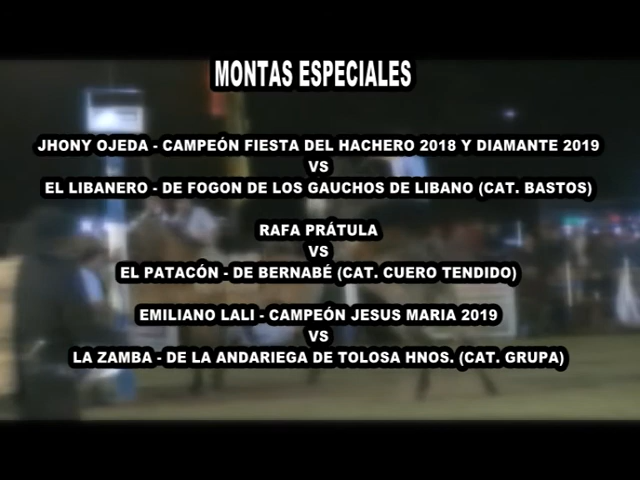 MONTAS ESPECIALES
JHONY OJEDA - CAMPEÓN FIESTA DEL HACHERO 2018 Y DIAMANTE 2019
VS
EL LIBANERO - DE FOGON DE LOS GAUCHOS DE LIBANO (CAT. BASTOS)
RAFA PRÁTULA
VS
EL PATACÓN - DE BERNABÉ (CAT. CUERO TENDIDO)
EMILIANO LALI - CAMPEÓN JESUS MARIA 2019
VS
LA ZAMBA - DE LA ANDARIEGA DE TOLOSA HNOS. (CAT. GRUPA)